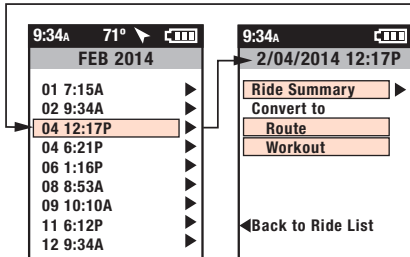 9:34A 71º
FEB 2014
01 7:15A
02 9:34A
04 12:17P
04 6:21P
06 1:16P
08 8:53A
09 10:10A
11 6:12P
12 9:34A
9:34A
2/04/2014 12:17P
Ride Summary
Convert to
Route
Workout
Back to Ride List